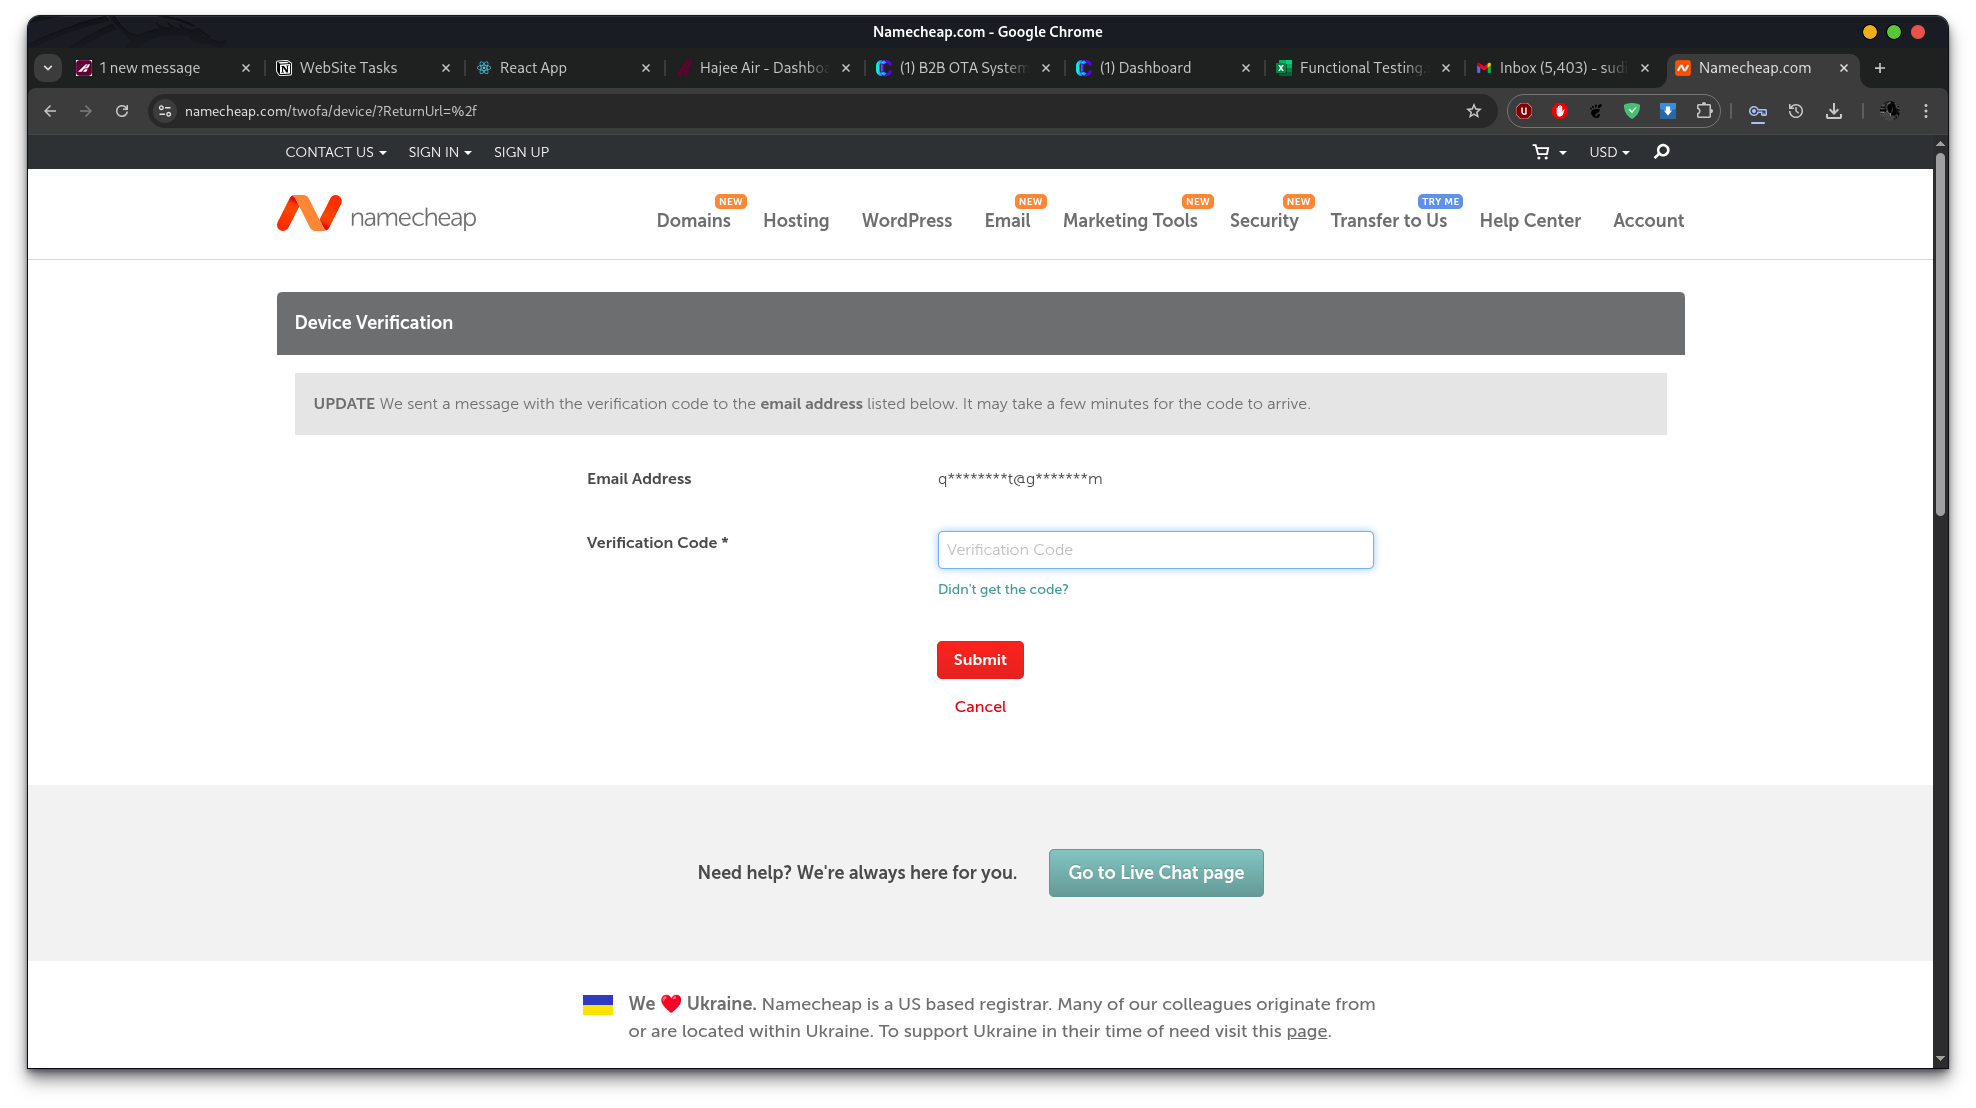 Namecheap.com - Google Chrome
1 new message
WebSite Tasks
React App
Hajee Air - Dashboa
(1) B2B OTA System
(1) Dashboard
Functional Testing.
Inbox (5,403) - sudi
Namecheap.com
namecheap.com/twofa/device/?ReturnUrl=%2f
CONTACT US SIGN IN SIGN UP USD
namecheap
Domains NEW
Hosting
WordPress
Email NEW
Marketing Tools NEW
Security NEW
Transfer to Us TRY ME
Help Center
Account
Device Verification
UPDATE We sent a message with the verification code to the email address listed below. It may take a few minutes for the code to arrive.
Email Address q********t@g*******m
Verification Code * Verification Code
Didn't get the code?
Submit
Cancel
Need help? We're always here for you. Go to Live Chat page
We ❤ Ukraine. Namecheap is a US based registrar. Many of our colleagues originate from
or are located within Ukraine. To support Ukraine in their time of need visit this page.